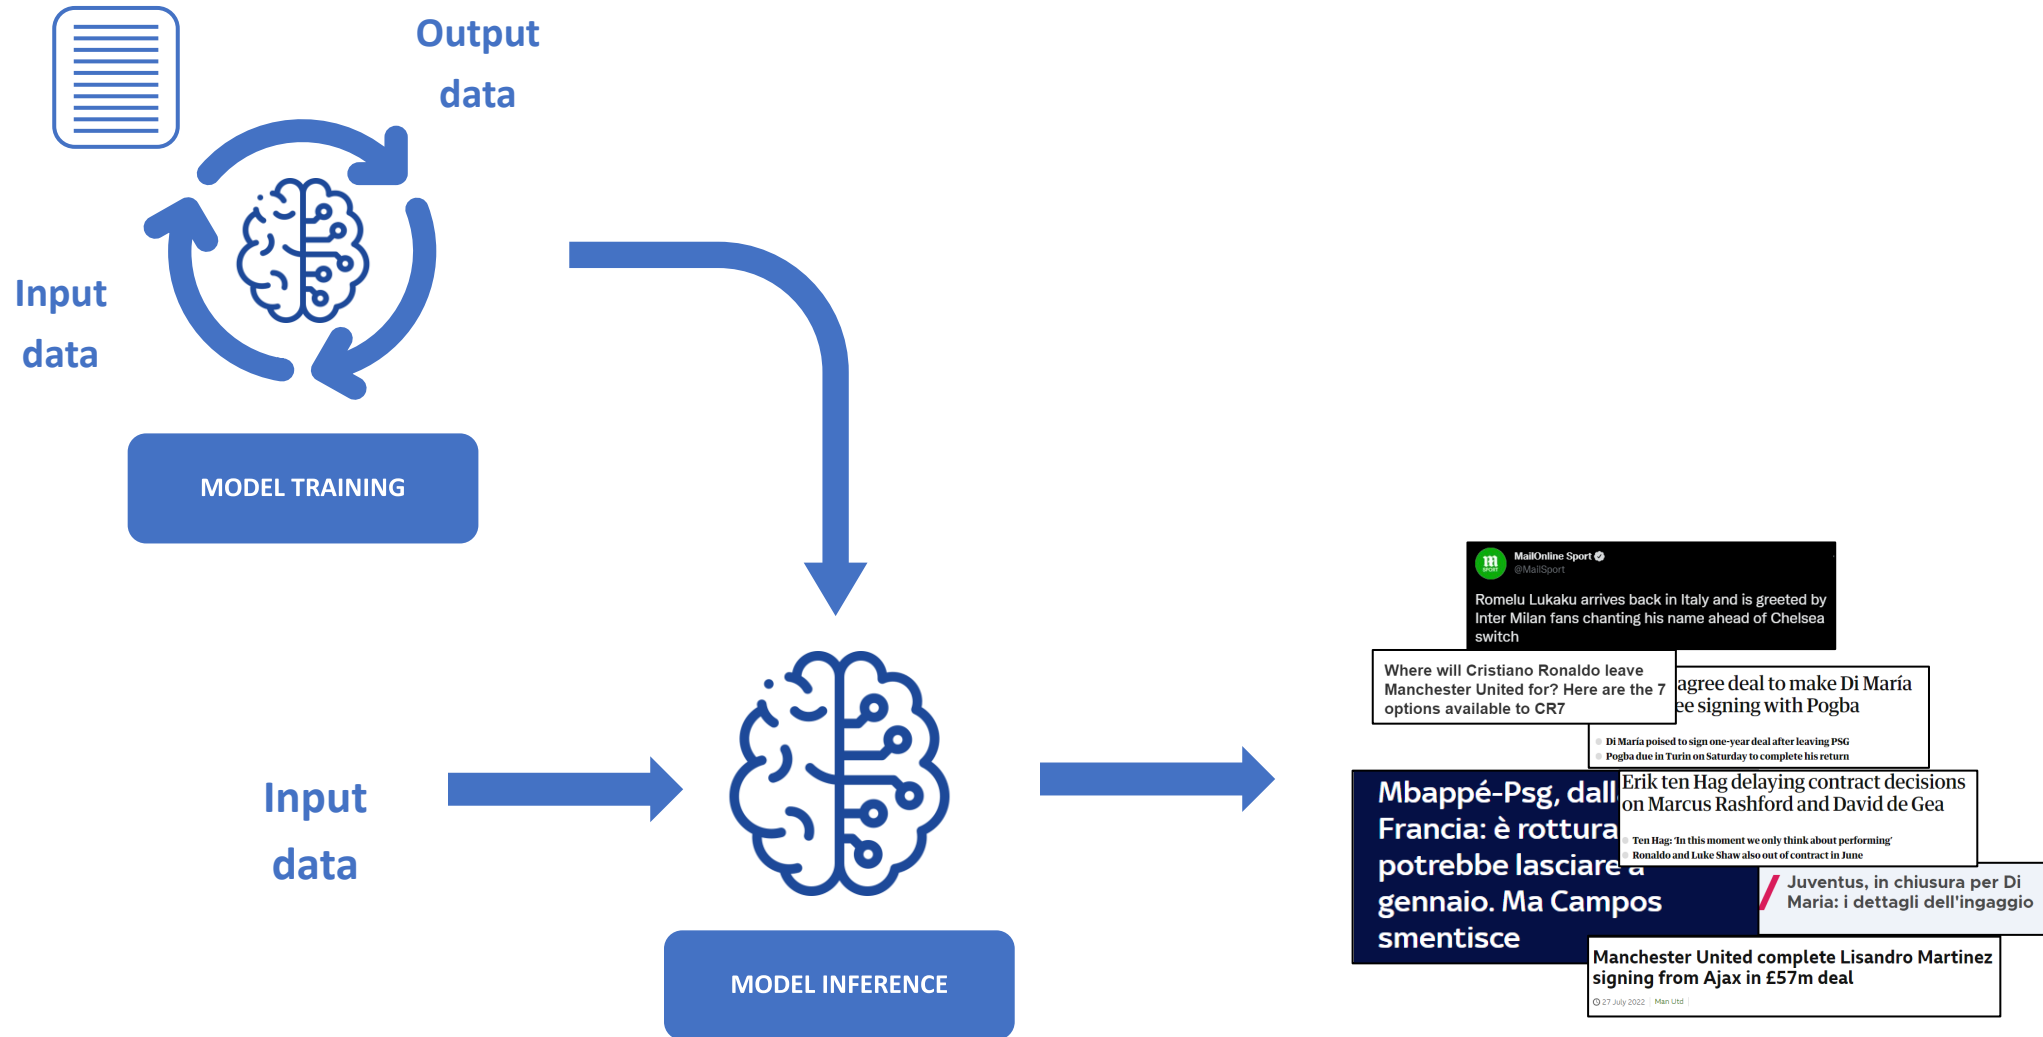 Output
data
Input
data
MODEL TRAINING
Input
data
MODEL INFERENCE
MailOnline Sport
@MailSport
Romelu Lukaku arrives back in Italy and is greeted by
Inter Milan fans chanting his name ahead of Chelsea
switch
Where will Cristiano Ronaldo leave
Manchester United for? Here are the 7
options available to CR7
agree deal to make Di María
signing with Pogba
Di María poised to sign one-year deal after leaving PSG
Pogba due in Turin on Saturday to complete his return
Mbappé-Psg,
Francia: è rottura
potrebbe lasciare a
gennaio. Ma Campos
smentisce
Erik ten Hag delaying contract decisions
on Marcus Rashford and David de Gea
Ten Hag: ‘In this moment we only think about performing’
Ronaldo and Luke Shaw also out of contract in June
Juventus, in chiusura per Di
Maria: i dettagli dell'ingaggio
Manchester United complete Lisandro Martinez
signing from Ajax in £57m deal
27 July 2022 | Man Utd